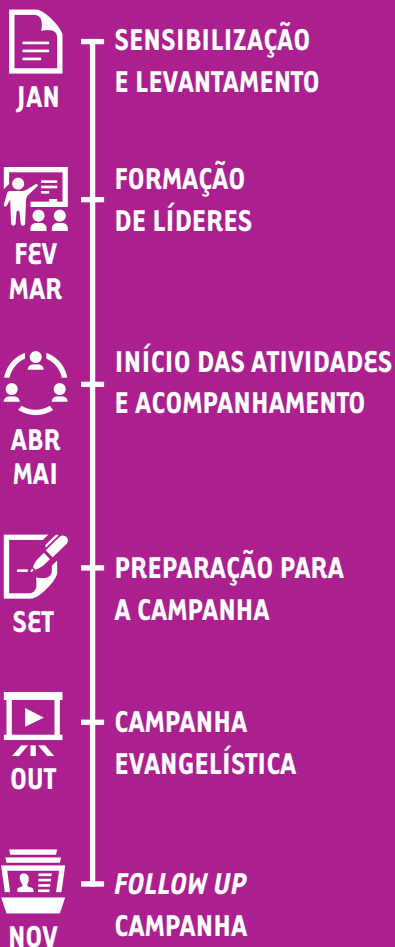 SENSIBILIZAÇÃO
E LEVANTAMENTO
JAN
FORMAÇÃO
DE LÍDERES
FEV
MAR
INÍCIO DAS ATIVIDADES
E ACOMPANHAMENTO
ABR
MAI
PREPARAÇÃO PARA
A CAMPANHA
SET
CAMPANHA
EVANGELÍSTICA
OUT
FOLLOW UP
CAMPANHA
NOV